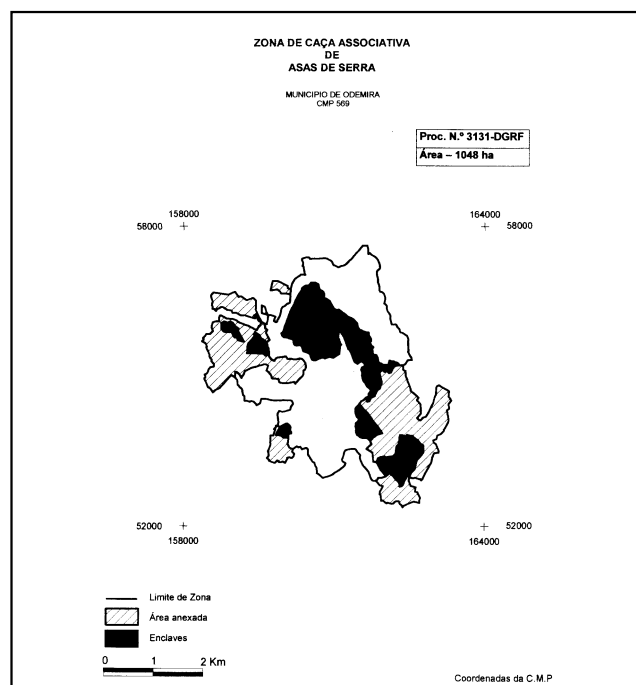 ZONA DE CAÇA ASSOCIATIVA
DE
ASAS DE SERRA
MUNICIPIO DE ODEMIRA
CMP 569
Proc. N.º 3131-DGRF
Área – 1048 ha
158000
164000
58000
58000
52000
52000
158000
164000
Limite de Zona
Área anexada
Enclaves
0 1 2 Km
Coordenadas da C.M.P